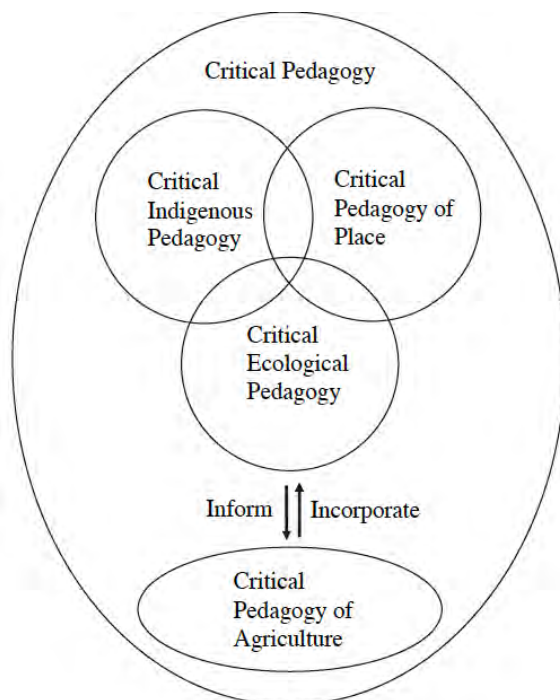 Critical Pedagogy
Critical
Indigenous
Pedagogy
Critical
Pedagogy of
Place
Critical
Ecological
Pedagogy
Inform
Incorporate
Critical
Pedagogy of
Agriculture